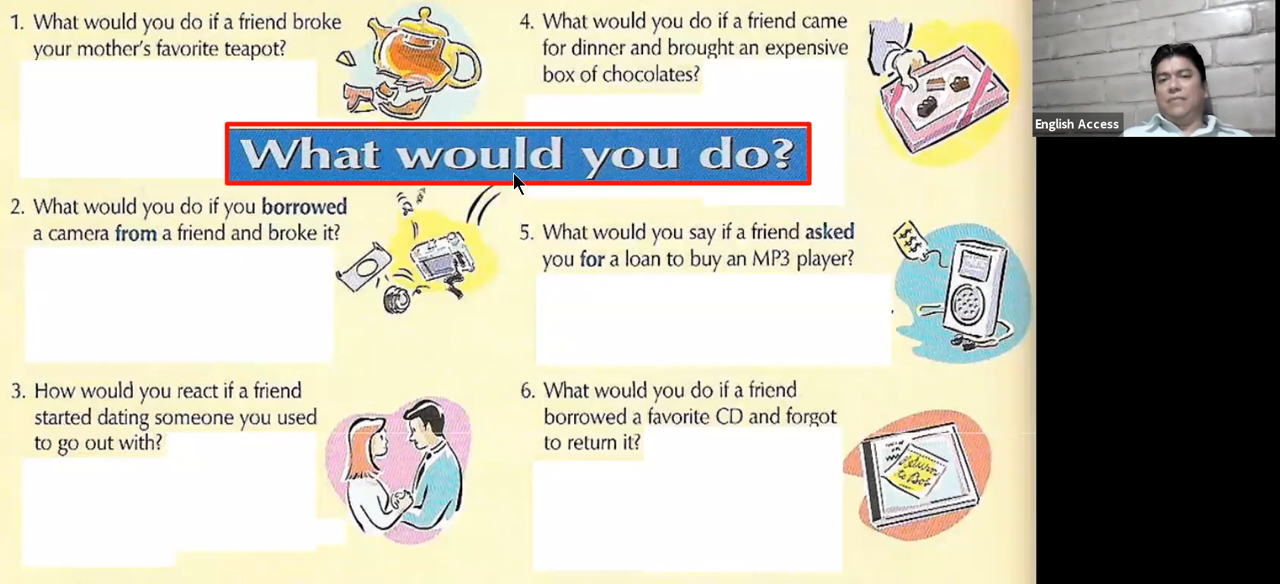 1. What would you do if a friend broke
your mother's favorite teapot?
4. What would you do if a friend came
for dinner and brought an expensive
box of chocolates?
English Access
What would you do?
2. What would you do if you borrowed
a camera from a friend and broke it?
5. What would you say if a friend asked
you for a loan to buy an MP3 player?
$$$
3. How would you react if a friend
started dating someone you used
to go out with?
6. What would you do if a friend
borrowed a favorite CD and forgot
to return it?
Return
to Bob